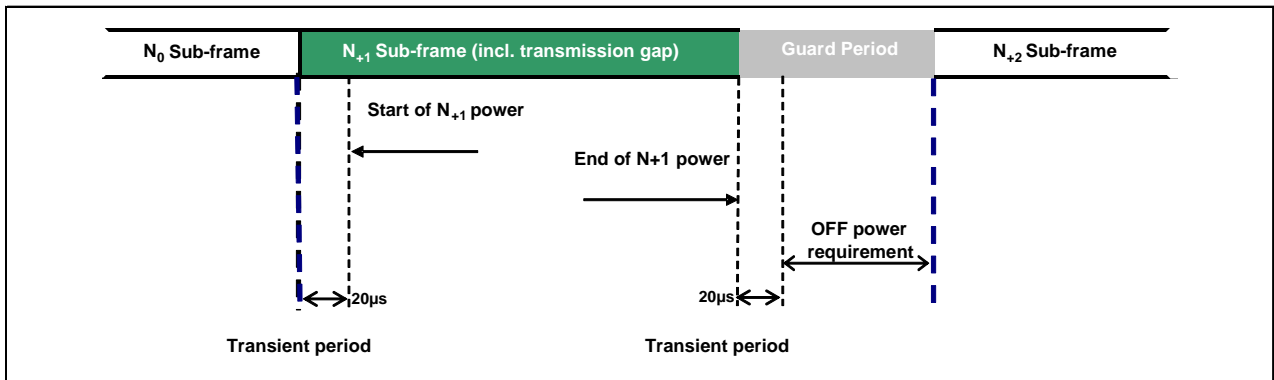 N0 Sub-frame
N+1 Sub-frame (incl. transmission gap)
Guard Period
N+2 Sub-frame
Start of N+1 power
End of N+1 power
OFF power
requirement
20µs
20µs
Transient period
Transient period